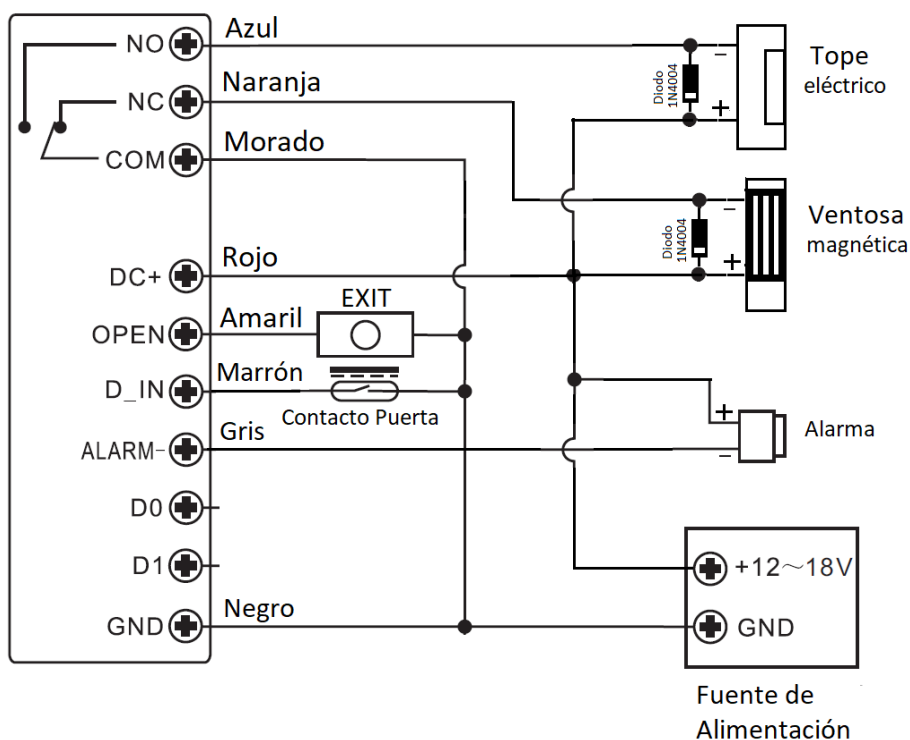 NO
Azul
NC
Naranja
COM
Morado
DC+
Rojo
OPEN
Amaril
EXIT
D_IN
Marrón
Contacto Puerta
ALARM-
Gris
D0
D1
GND
Negro
Diodo
1N4004
−
+
Tope
eléctrico
Diodo
1N4004
−
+
Ventosa
magnética
+
−
Alarma
+12～18V
GND
Fuente de
Alimentación